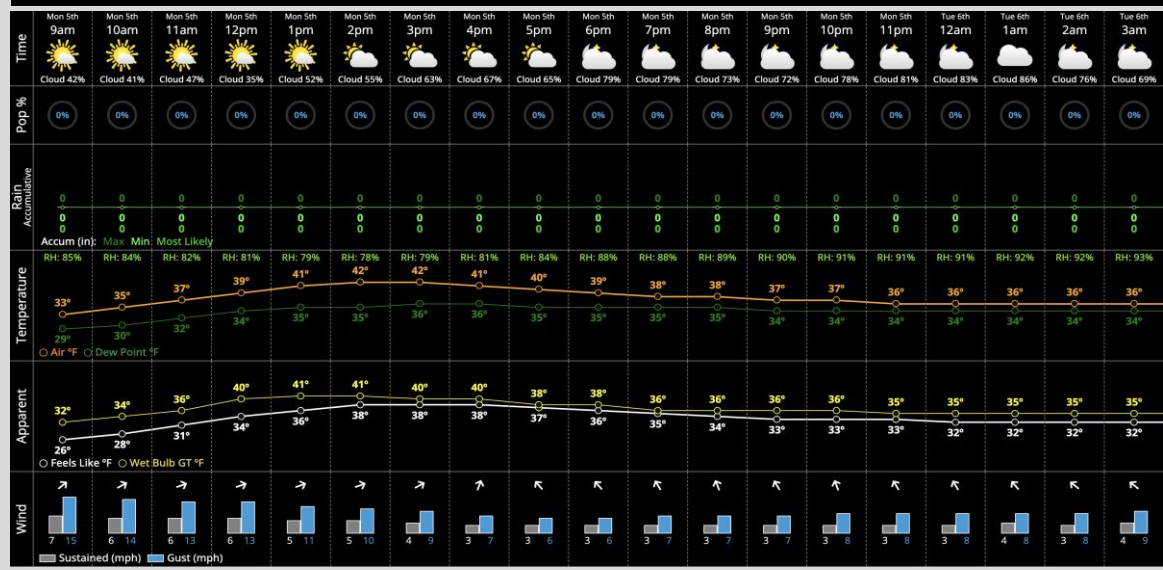 Time
Mon 5th Mon 5th Mon 5th Mon 5th Mon 5th Mon 5th Mon 5th Mon 5th Mon 5th Mon 5th Mon 5th Mon 5th Mon 5th Mon 5th Mon 5th Tue 6th Tue 6th Tue 6th Tue 6th
9am 10am 11am 12pm 1pm 2pm 3pm 4pm 5pm 6pm 7pm 8pm 9pm 10pm 11pm 12am 1am 2am 3am
Cloud 42% Cloud 41% Cloud 47% Cloud 35% Cloud 52% Cloud 55% Cloud 63% Cloud 67% Cloud 65% Cloud 79% Cloud 79% Cloud 73% Cloud 72% Cloud 78% Cloud 81% Cloud 83% Cloud 86% Cloud 76% Cloud 69%
Pop %
0% 0% 0% 0% 0% 0% 0% 0% 0% 0% 0% 0% 0% 0% 0% 0% 0% 0% 0%
Rain
Accumulative
0 0 0 0 0 0 0 0 0 0 0 0 0 0 0 0 0 0 0
0 0 0 0 0 0 0 0 0 0 0 0 0 0 0 0 0 0 0
0 0 0 0 0 0 0 0 0 0 0 0 0 0 0 0 0 0 0
Accum (in): Max Min Most Likely
Temperature
RH: 85% RH: 84% RH: 82% RH: 81% RH: 79% RH: 78% RH: 79% RH: 81% RH: 84% RH: 88% RH: 88% RH: 89% RH: 90% RH: 91% RH: 91% RH: 91% RH: 92% RH: 92% RH: 93%
33° 35° 37° 39° 41° 42° 42° 41° 40° 39° 38° 38° 37° 37° 36° 36° 36° 36° 36°
29° 30° 32° 34° 35° 35° 36° 36° 35° 35° 35° 35° 34° 34° 34° 34° 34° 34° 34°
Air °F Dew Point °F
Apparent
32° 34° 36° 40° 41° 41° 40° 40° 38° 38° 36° 36° 36° 36° 35° 35° 35° 35° 35°
26° 28° 31° 34° 36° 38° 38° 38° 37° 36° 35° 34° 33° 33° 33° 32° 32° 32° 32°
Feels Like °F Wet Bulb GT °F
Wind
7 15 6 14 6 13 6 13 5 11 5 10 4 9 3 7 3 6 3 6 3 7 3 7 3 7 3 8 3 8 3 8 4 8 3 8 4 9
Sustained (mph) Gust (mph)